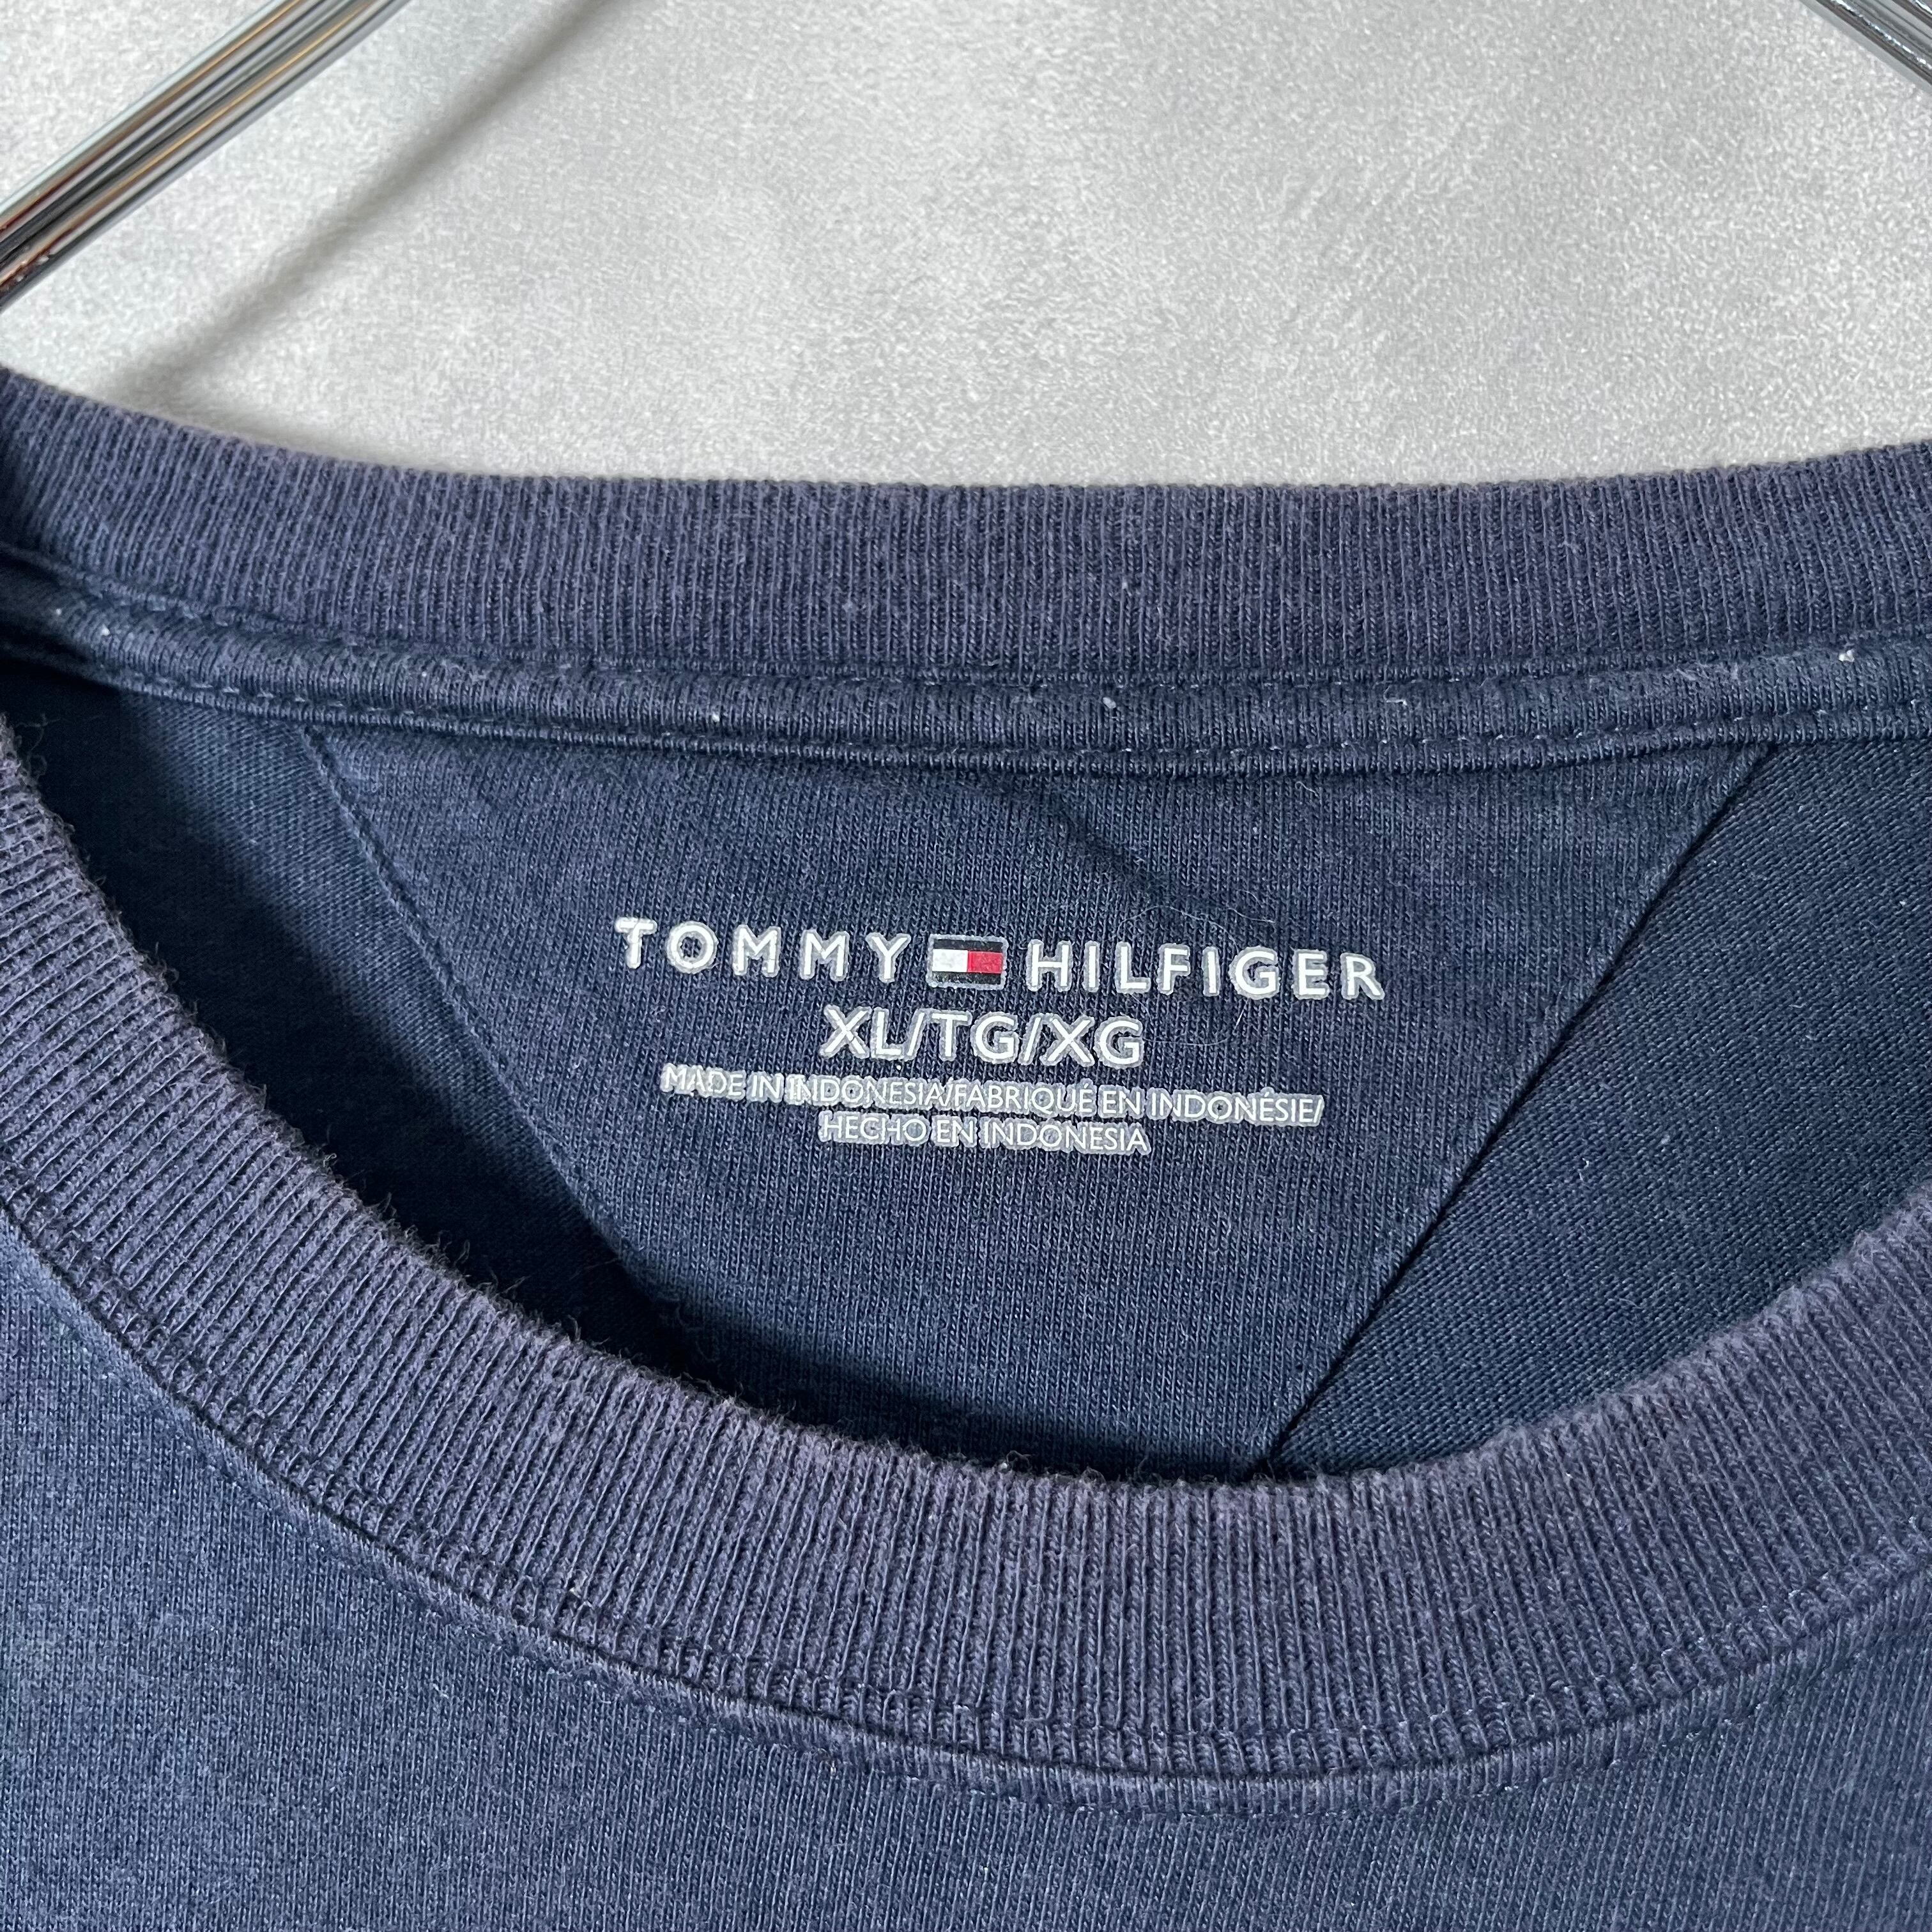 TOMMY HILFIGER
XL/TG/XG
MADE IN INDONESIA/FABRIQUÉ EN INDONÉSIE/
HECHO EN INDONESIA